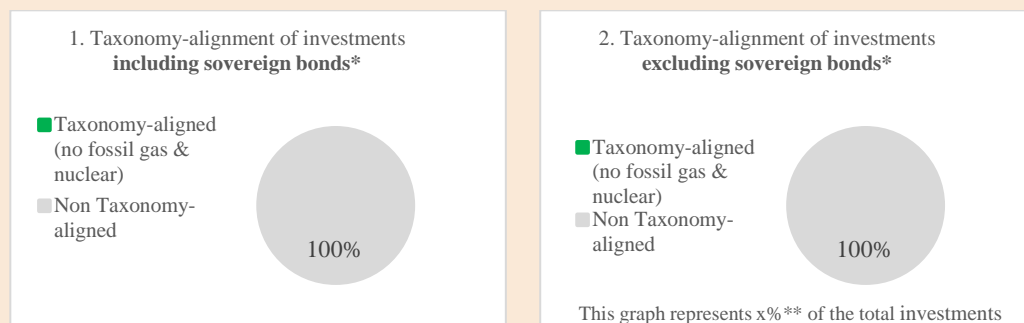 1. Taxonomy-alignment of investments
including sovereign bonds*
Taxonomy-aligned
(no fossil gas &
nuclear)
Non Taxonomy-
aligned
100%
2. Taxonomy-alignment of investments
excluding sovereign bonds*
Taxonomy-aligned
(no fossil gas &
nuclear)
Non Taxonomy-
aligned
100%
This graph represents x%** of the total investments